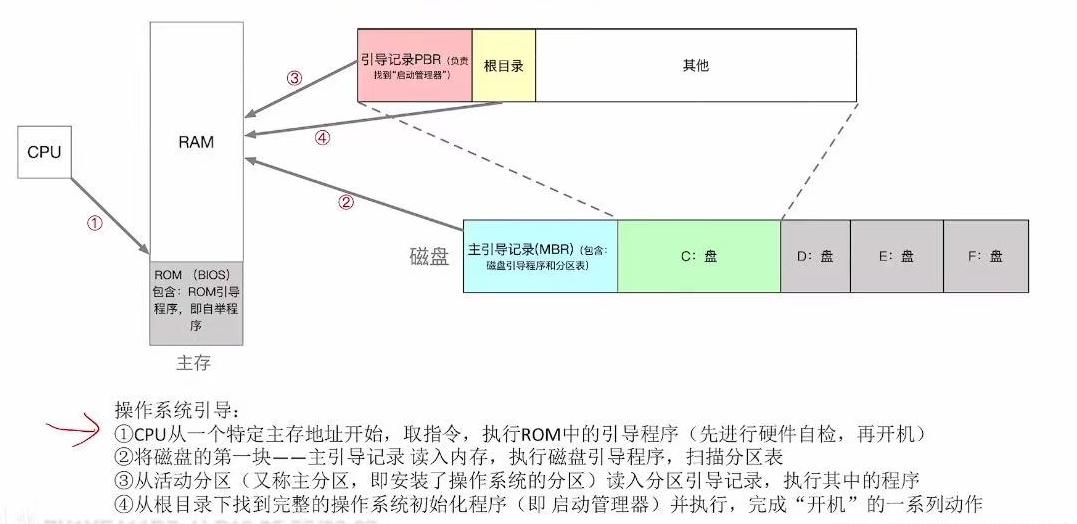 引导记录PBR（负责
找到“启动管理器”）
根目录
其他
③
④
RAM
CPU
②
①
磁盘
主引导记录(MBR)（包含：
磁盘引导程序和分区表）
C：盘
D：盘
E：盘
F：盘
ROM （BIOS）
包含：ROM引导
程序，即自举程
序
主存
操作系统引导：
①CPU从一个特定主存地址开始，取指令，执行ROM中的引导程序（先进行硬件自检，再开机）
②将磁盘的第一块——主引导记录 读入内存，执行磁盘引导程序，扫描分区表
③从活动分区（又称主分区，即安装了操作系统的分区）读入分区引导记录，执行其中的程序
④从根目录下找到完整的操作系统初始化程序（即 启动管理器）并执行，完成“开机”的一系列动作